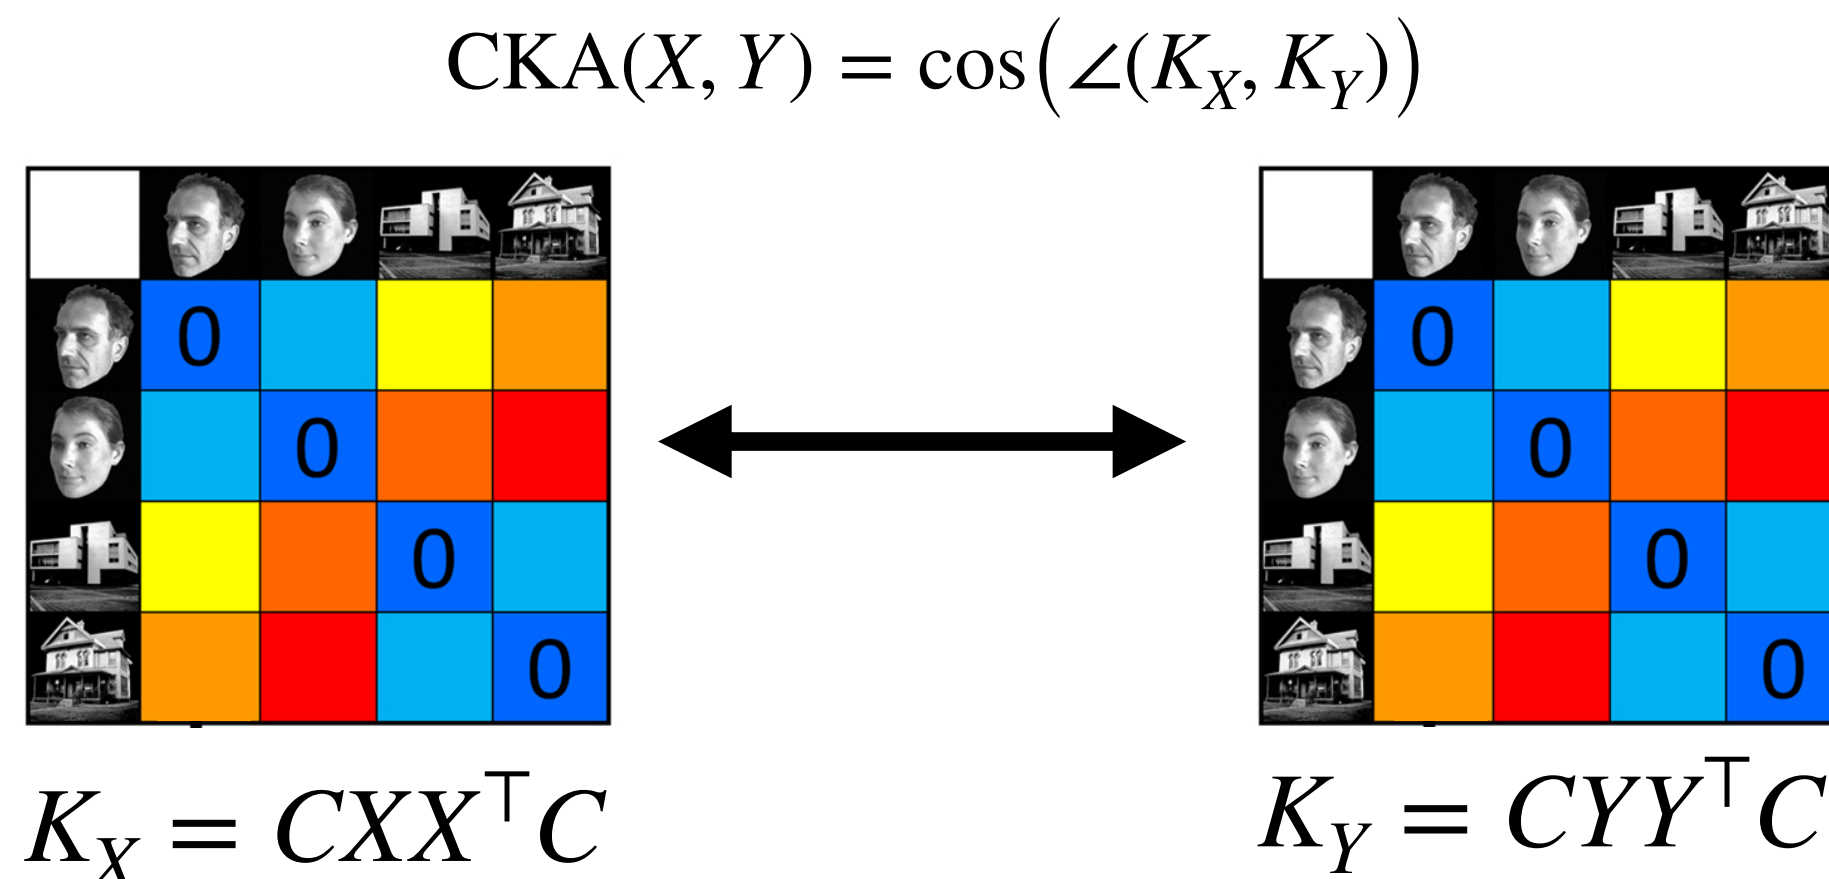 CKA(X, Y) = cos(∠(K_X, K_Y))
0 0
0 0
0 0
0 0
K_X = CXX^⊤C K_Y = CYY^⊤C